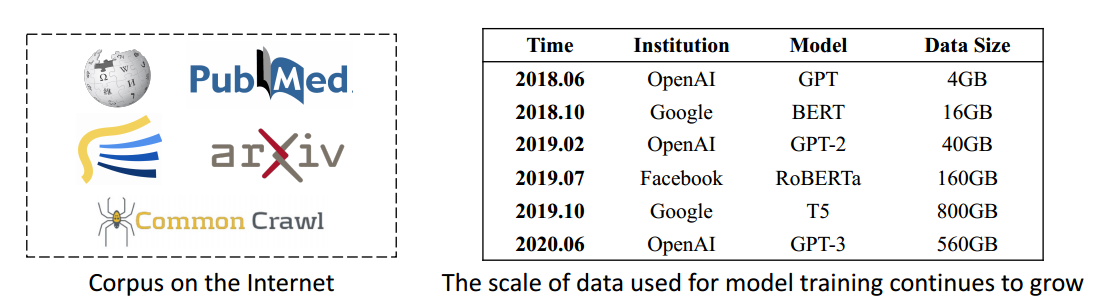 PubMed
arXiv
Common Crawl
Corpus on the Internet
Time Institution Model Data Size
2018.06 OpenAI GPT 4GB
2018.10 Google BERT 16GB
2019.02 OpenAI GPT-2 40GB
2019.07 Facebook RoBERTa 160GB
2019.10 Google T5 800GB
2020.06 OpenAI GPT-3 560GB
The scale of data used for model training continues to grow